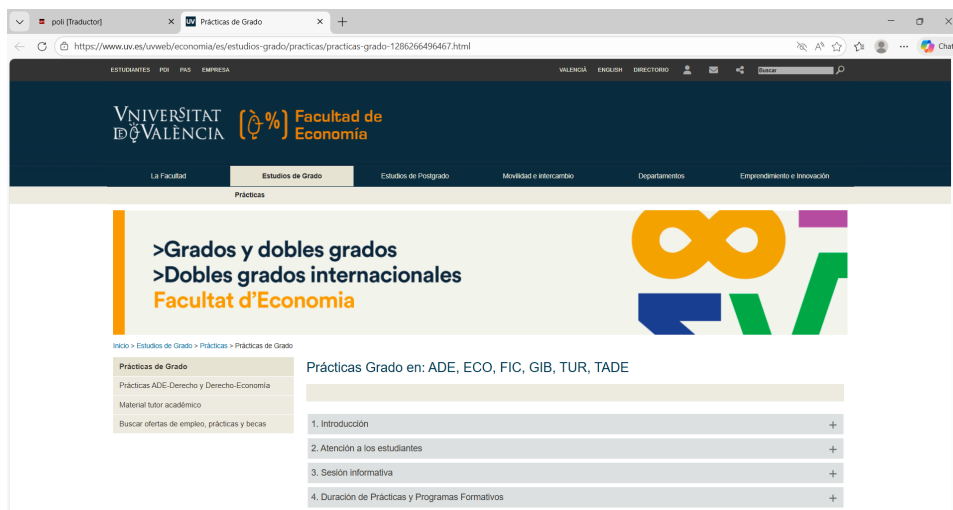 poli [Traductor]
Prácticas de Grado
https://www.uv.es/uvweb/economia/es/estudios-grado/practicas/practicas-grado-1286266496467.html
Chat
ESTUDIANTES PDI PAS EMPRESA
VALENCIÀ ENGLISH DIRECTORIO
Buscar
VNIVERSITAT
DE VALÈNCIA
Facultad de
Economía
La Facultad
Estudios de Grado
Estudios de Postgrado
Movilidad e intercambio
Departamentos
Emprendimiento e Innovación
Prácticas
>Grados y dobles grados
>Dobles grados internacionales
Facultat d'Economia
Inicio > Estudios de Grado > Prácticas > Prácticas de Grado
Prácticas de Grado
Prácticas ADE-Derecho y Derecho-Economía
Material tutor académico
Buscar ofertas de empleo, prácticas y becas
Prácticas Grado en: ADE, ECO, FIC, GIB, TUR, TADE
1. Introducción
2. Atención a los estudiantes
3. Sesión informativa
4. Duración de Prácticas y Programas Formativos